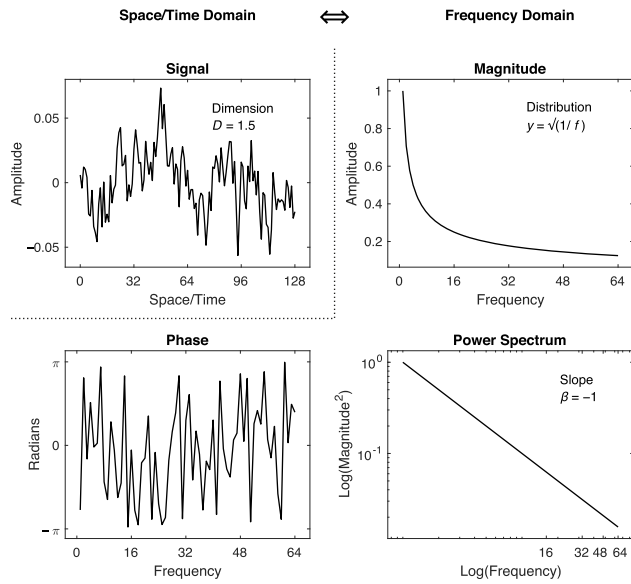 Space/Time Domain ⇔ Frequency Domain
Signal
Amplitude
0.05
0
−0.05
Dimension
D = 1.5
0 32 64 96 128
Space/Time
Magnitude
Amplitude
1
0.8
0.6
0.4
0.2
Distribution
y = √(1/ f)
0 16 32 48 64
Frequency
Phase
Radians
π
0
− π
0 16 32 48 64
Frequency
Power Spectrum
Log(Magnitude²)
10⁰
10⁻¹
Slope
β = −1
16 32 48 64
Log(Frequency)